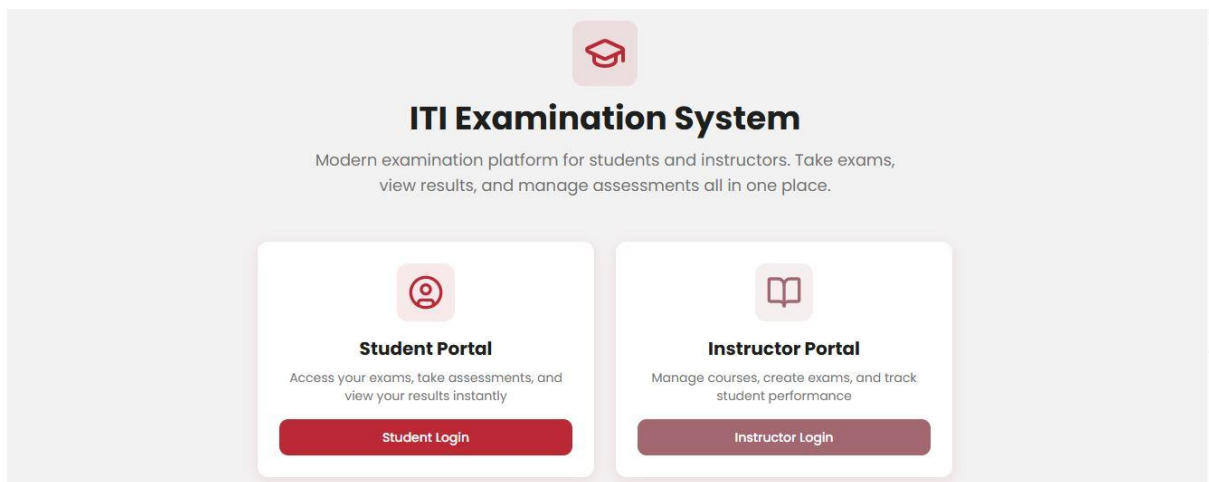 ITI Examination System
Modern examination platform for students and instructors. Take exams,
view results, and manage assessments all in one place.
Student Portal
Access your exams, take assessments, and
view your results instantly
Student Login
Instructor Portal
Manage courses, create exams, and track
student performance
Instructor Login